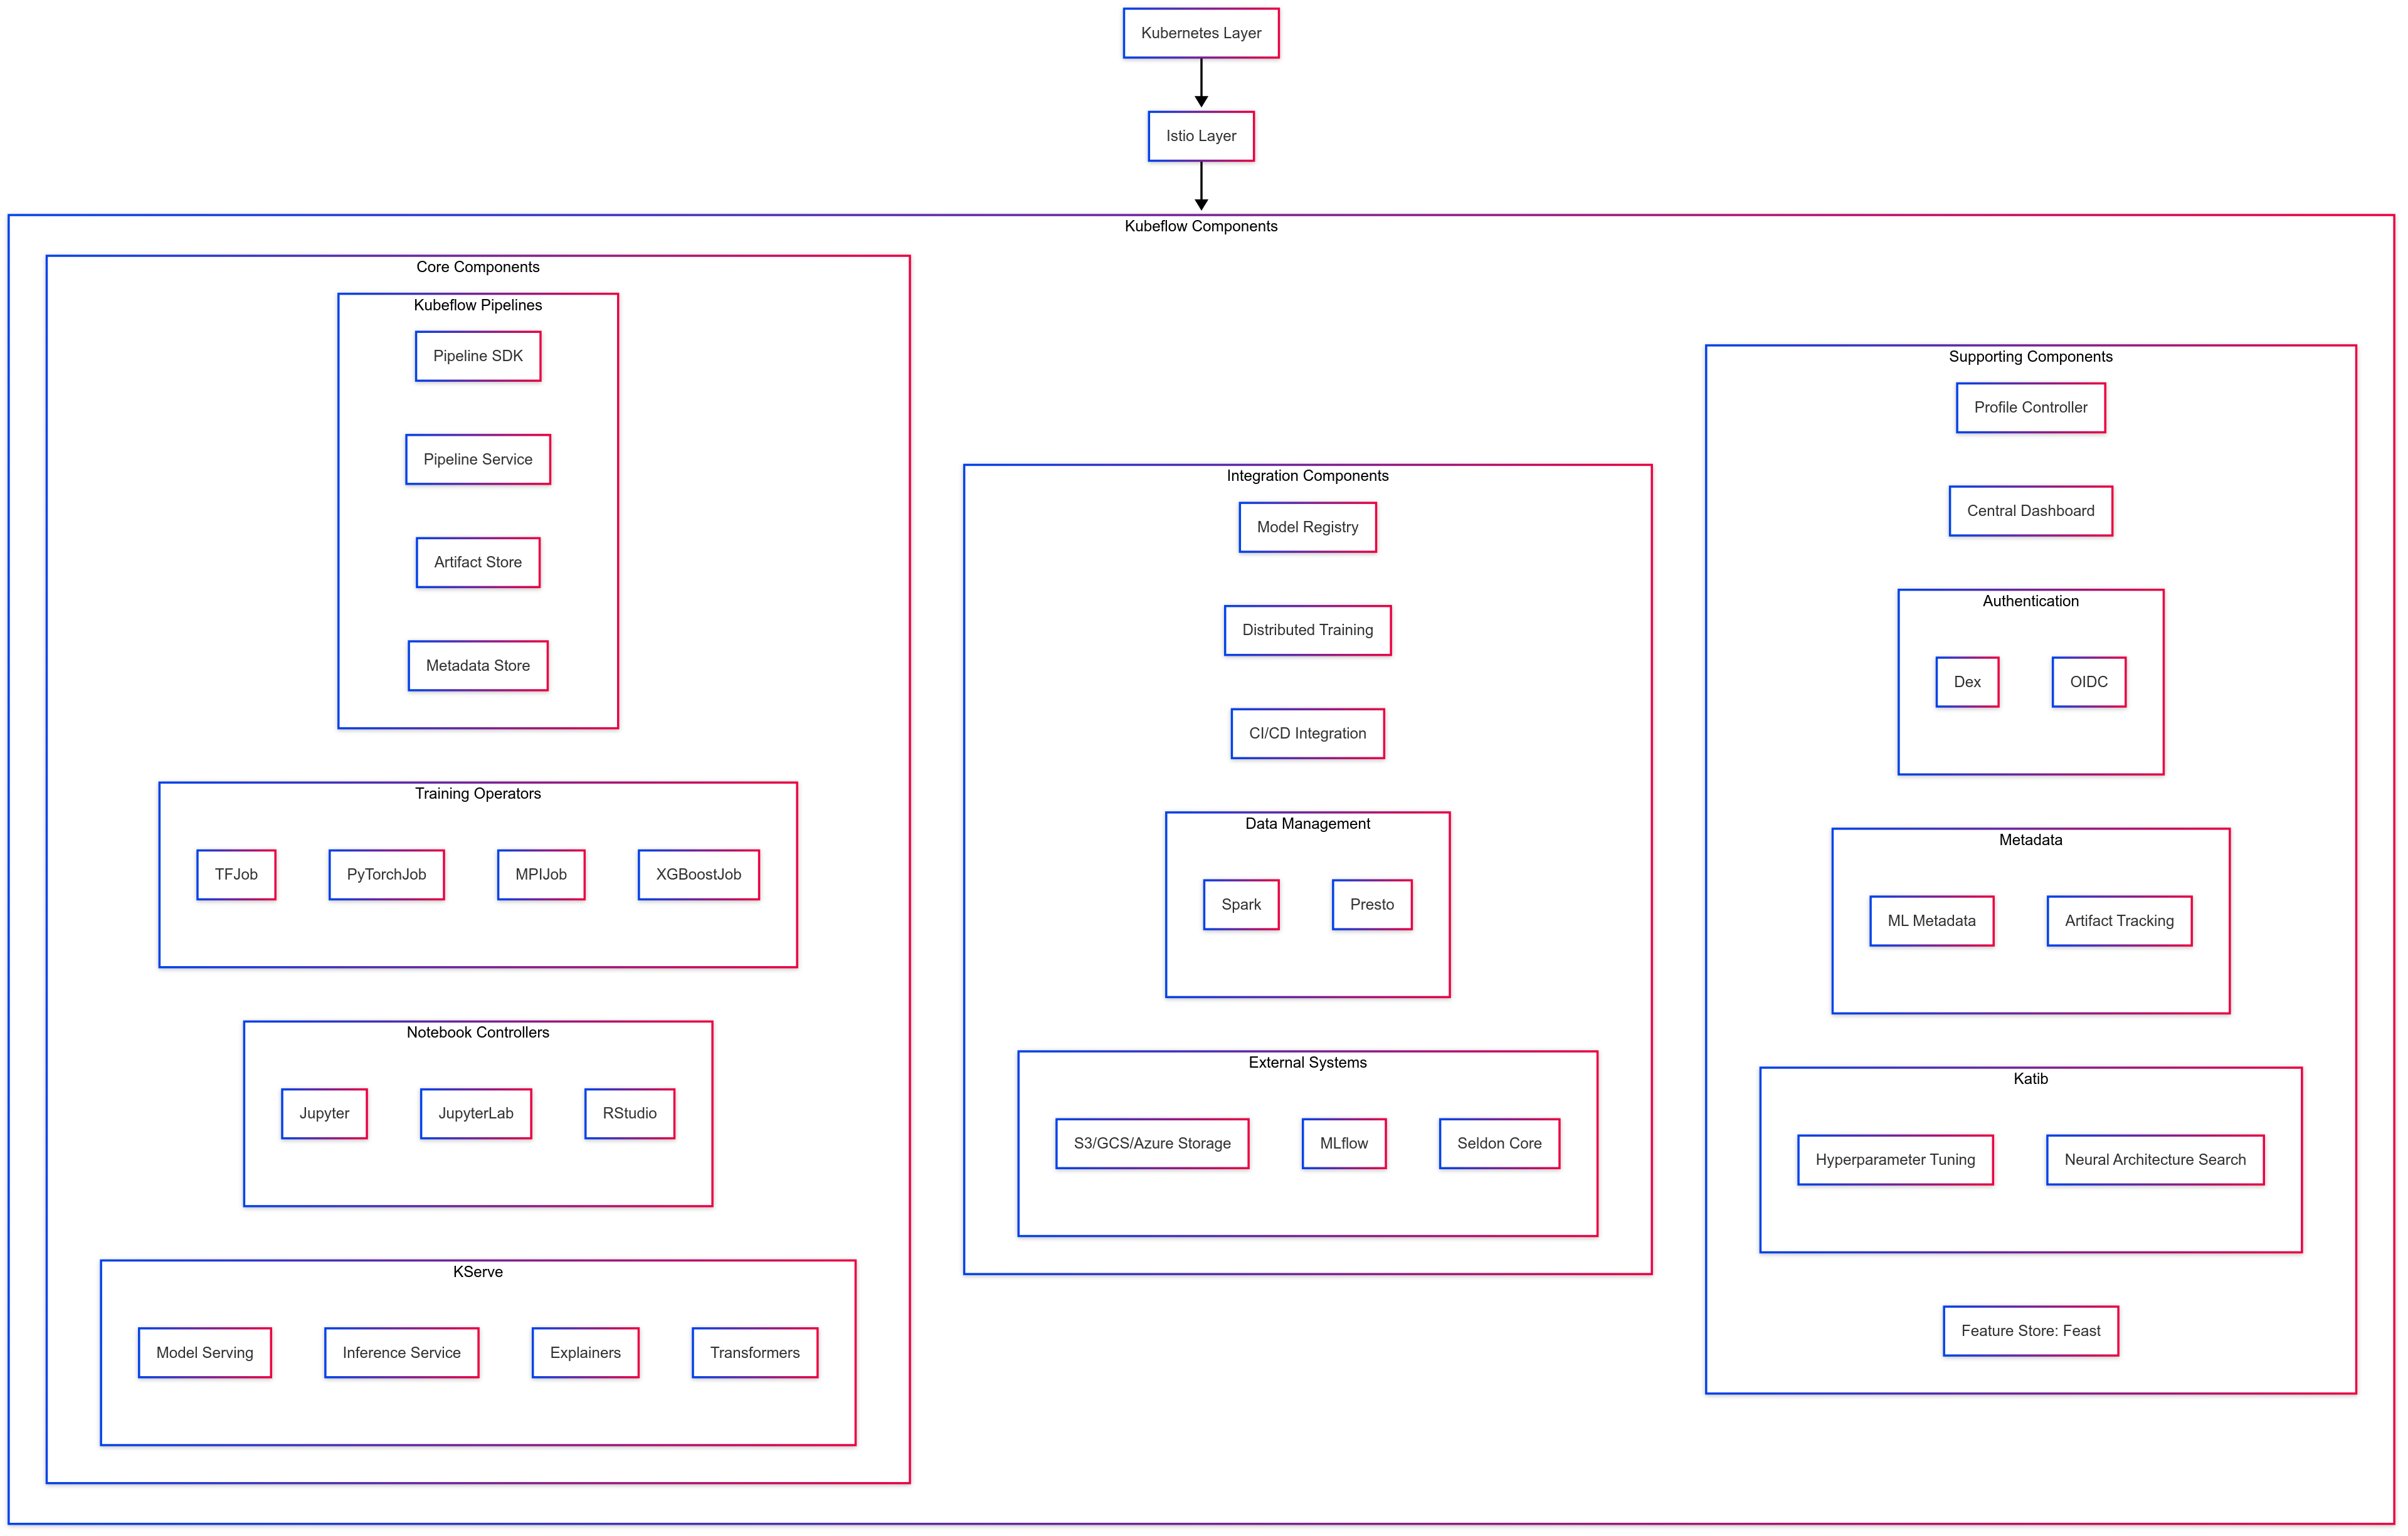 Kubernetes Layer
Istio Layer
Kubeflow Components
Core Components
Kubeflow Pipelines
Pipeline SDK
Pipeline Service
Artifact Store
Metadata Store
Training Operators
TFJob
PyTorchJob
MPIJob
XGBoostJob
Notebook Controllers
Jupyter
JupyterLab
RStudio
KServe
Model Serving
Inference Service
Explainers
Transformers
Integration Components
Model Registry
Distributed Training
CI/CD Integration
Data Management
Spark
Presto
External Systems
S3/GCS/Azure Storage
MLflow
Seldon Core
Supporting Components
Profile Controller
Central Dashboard
Authentication
Dex
OIDC
Metadata
ML Metadata
Artifact Tracking
Katib
Hyperparameter Tuning
Neural Architecture Search
Feature Store: Feast